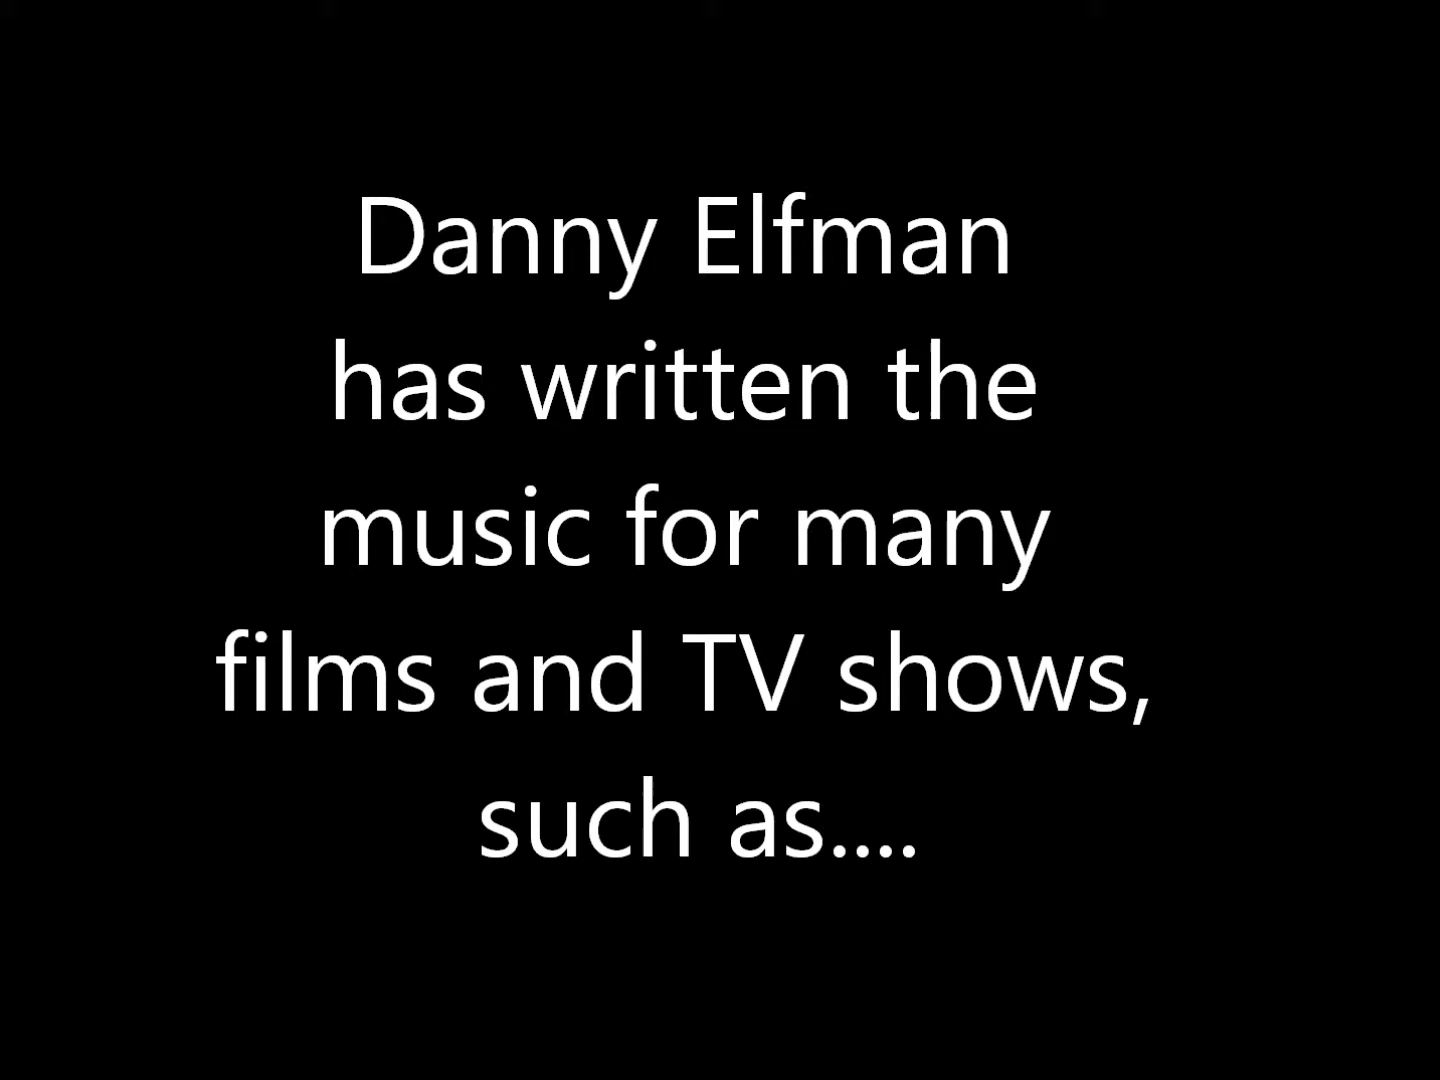 Danny Elfman
has written the
music for many
films and TV shows,
such as....